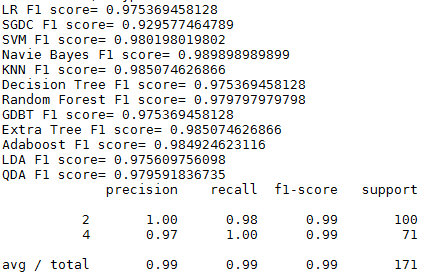 LR F1 score= 0.975369458128
SGDC F1 score= 0.929577464789
SVM F1 score= 0.980198019802
Navie Bayes F1 score= 0.989898989899
KNN F1 score= 0.985074626866
Decision Tree F1 score= 0.975369458128
Random Forest F1 score= 0.979797979798
GDBT F1 score= 0.975369458128
Extra Tree F1 score= 0.985074626866
Adaboost F1 score= 0.984924623116
LDA F1 score= 0.975609756098
QDA F1 score= 0.979591836735
precision recall f1-score support
2 1.00 0.98 0.99 100
4 0.97 1.00 0.99 71
avg / total 0.99 0.99 0.99 171